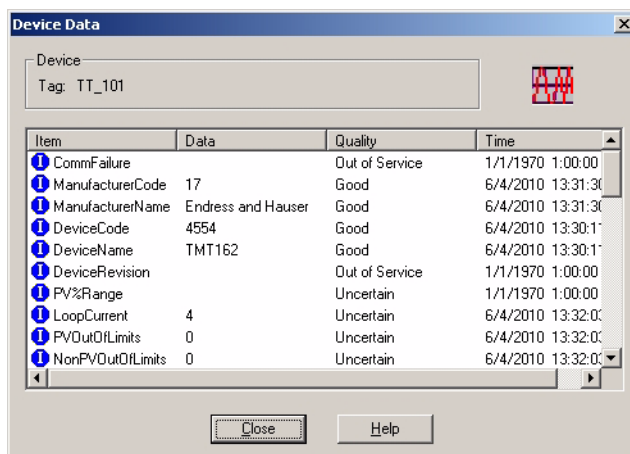 Device Data
Device
Tag: TT_101
Item Data Quality Time
CommFailure Out of Service 1/1/1970 1:00:00
ManufacturerCode 17 Good 6/4/2010 13:31:30
ManufacturerName Endress and Hauser Good 6/4/2010 13:31:30
DeviceCode 4554 Good 6/4/2010 13:30:1
DeviceName TMT162 Good 6/4/2010 13:30:1
DeviceRevision Out of Service 1/1/1970 1:00:00
PV%Range Uncertain 1/1/1970 1:00:00
LoopCurrent 4 Uncertain 6/4/2010 13:32:03
PVOutOfLimits 0 Uncertain 6/4/2010 13:32:03
NonPVOutOfLimits 0 Uncertain 6/4/2010 13:32:03
Close Help